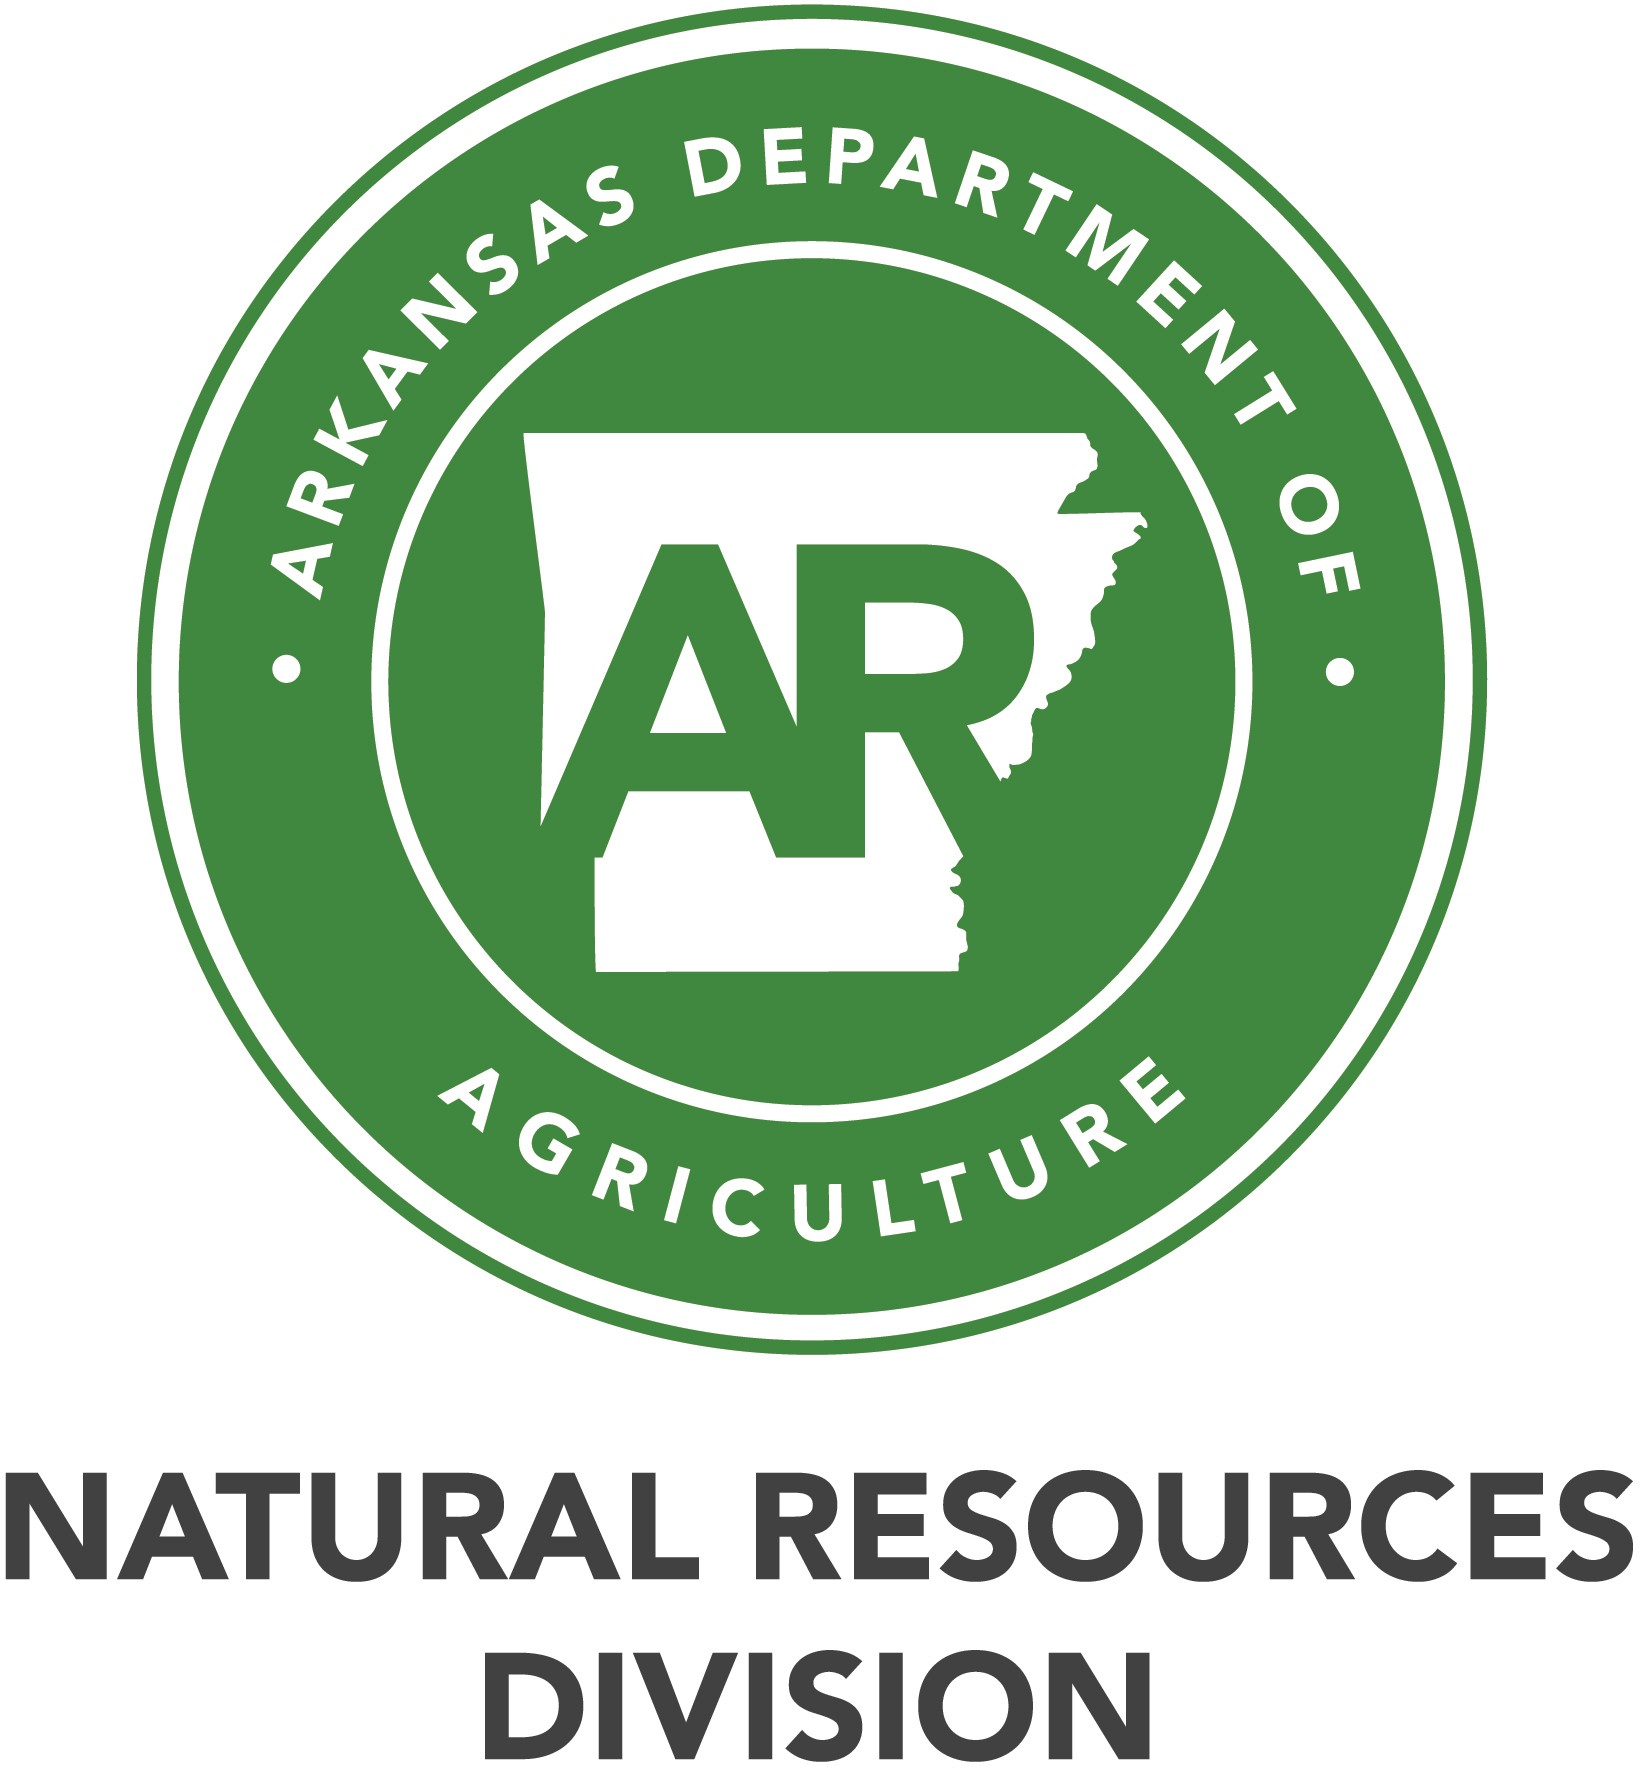 • ARKANSAS DEPARTMENT OF •
AR
AGRICULTURE
NATURAL RESOURCES
DIVISION